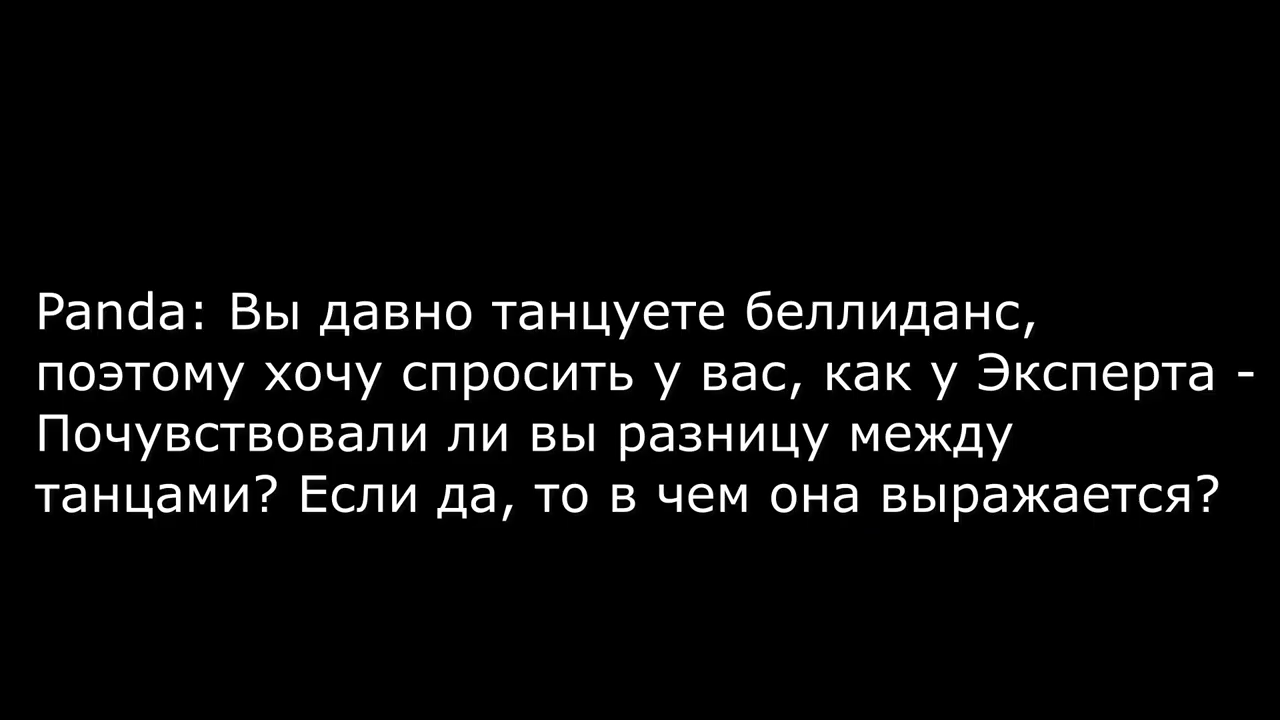 Panda: Вы давно танцуете беллиданс,
поэтому хочу спросить у вас, как у Эксперта -
Почувствовали ли вы разницу между
танцами? Если да, то в чем она выражается?